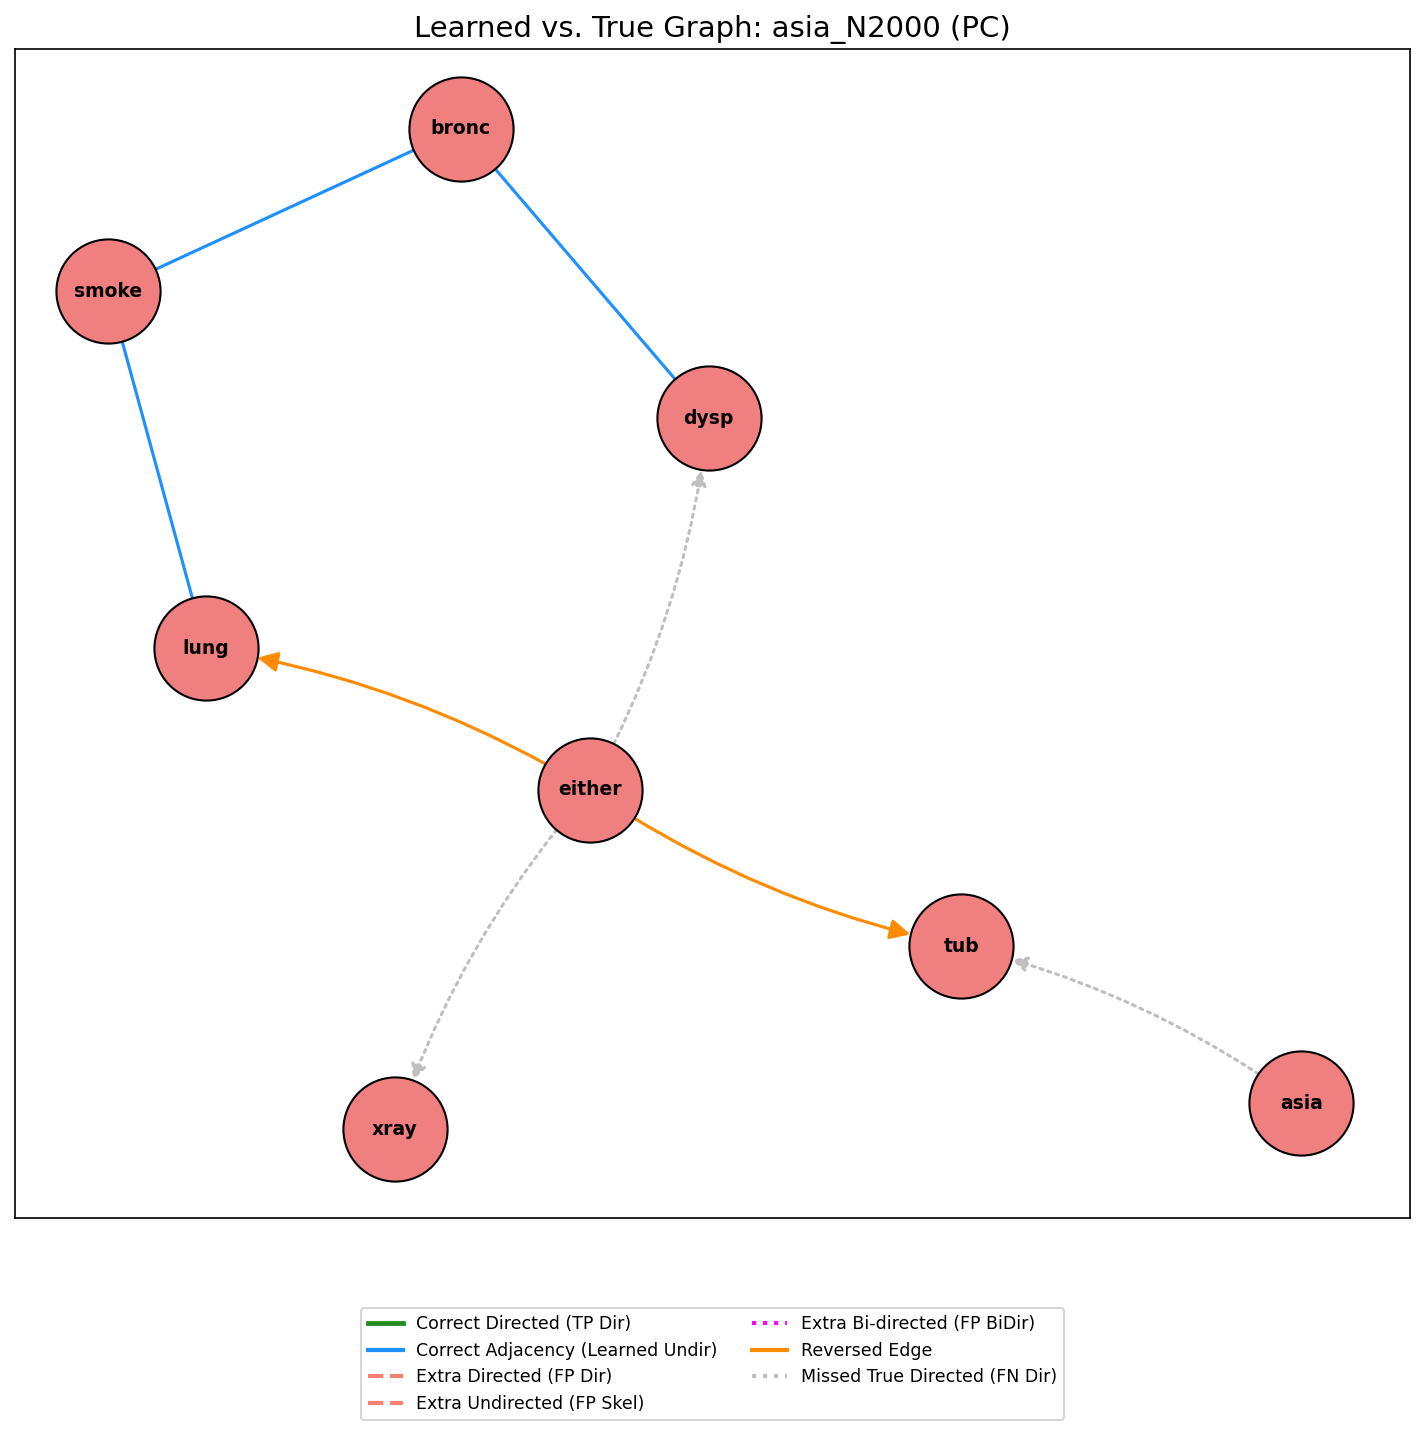 Learned vs. True Graph: asia_N2000 (PC)
bronc
smoke
dysp
lung
either
tub
xray
asia
Correct Directed (TP Dir)
Correct Adjacency (Learned Undir)
Extra Directed (FP Dir)
Extra Undirected (FP Skel)
Extra Bi-directed (FP BiDir)
Reversed Edge
Missed True Directed (FN Dir)